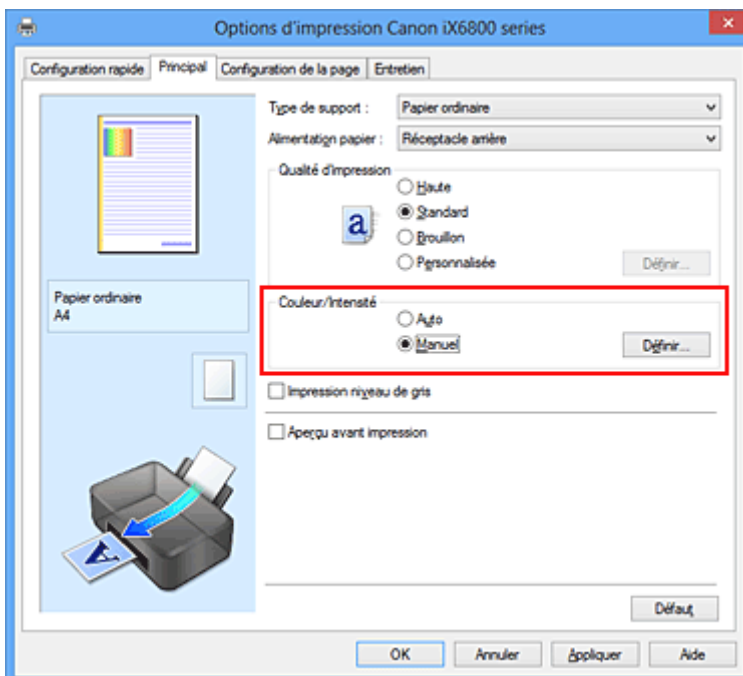 Options d'impression Canon iX6800 series
Configuration rapide Principal Configuration de la page Entretien
Type de support : Papier ordinaire
Alimentation papier : Réceptacle arrière
Qualité d'impression
Haute
a Standard
Brouillon
Personnalisée Définir...
Papier ordinaire
A4
Couleur/Intensité
Auto
Manuel Définir...
Impression niveau de gris
Aperçu avant impression
A
Défaut
OK Annuler Appliquer Aide